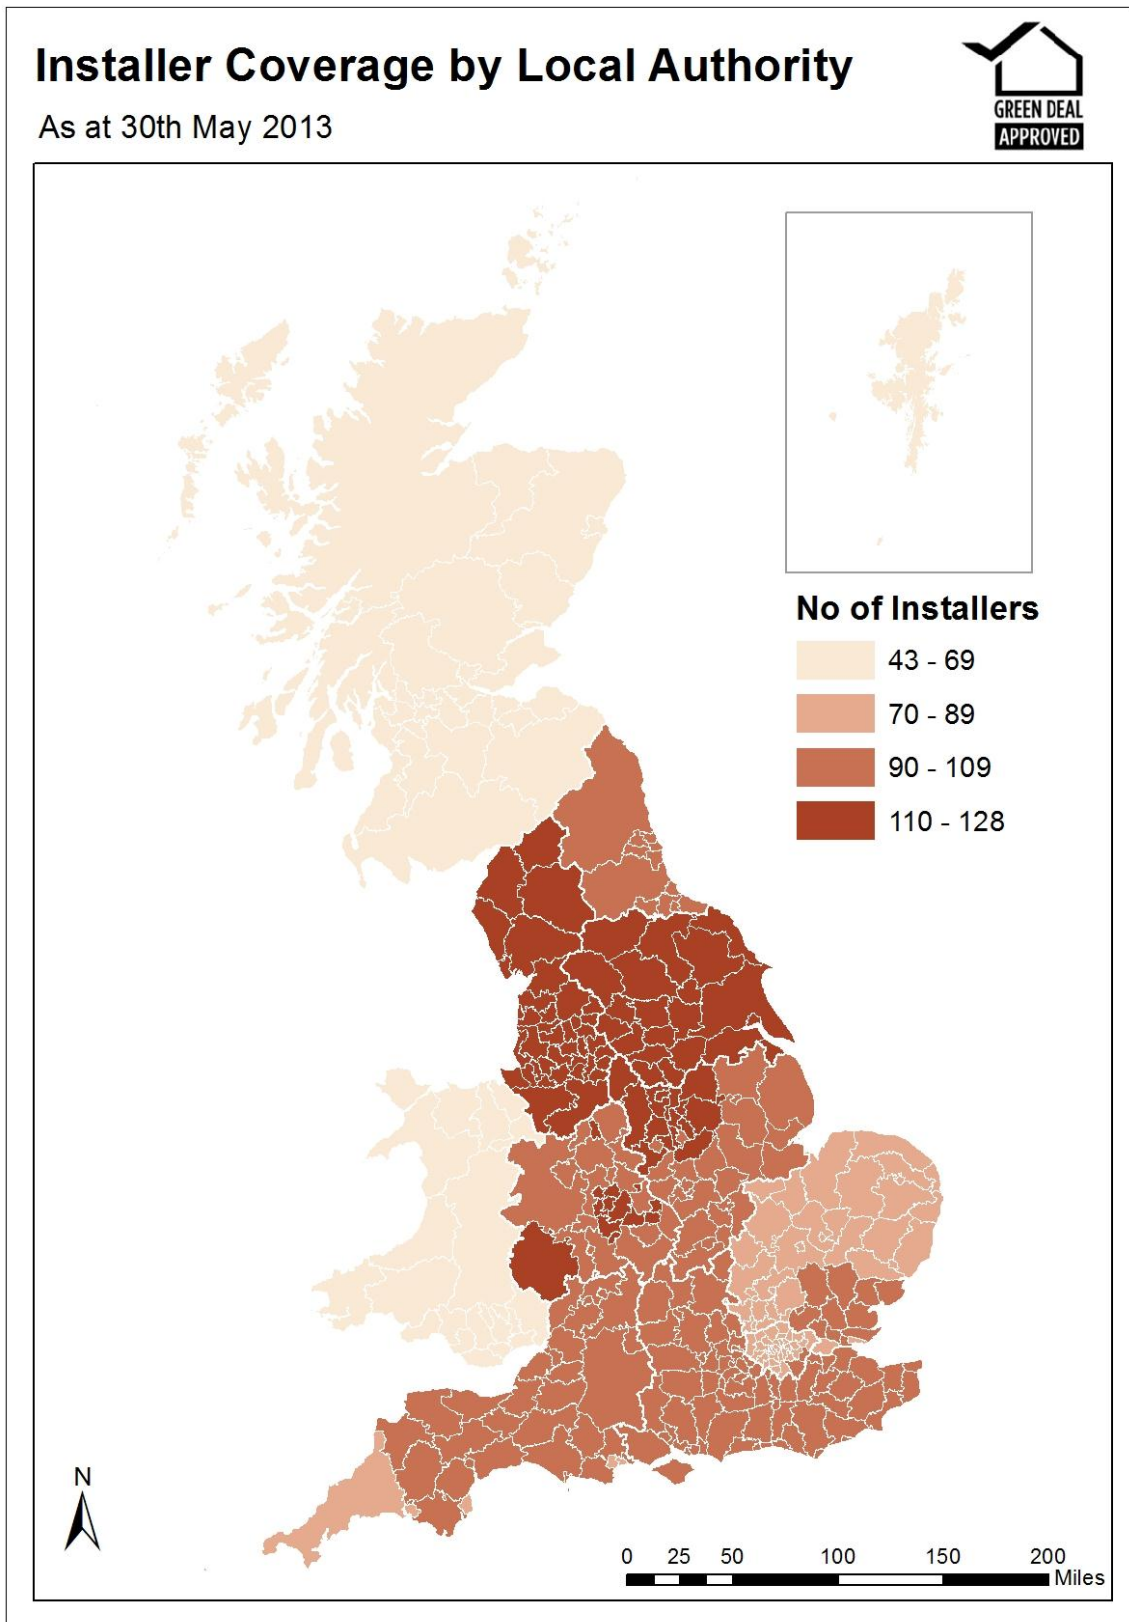 Installer Coverage by Local Authority
As at 30th May 2013
GREEN DEAL
APPROVED
No of Installers
43 - 69
70 - 89
90 - 109
110 - 128
N
0 25 50 100 150 200
Miles